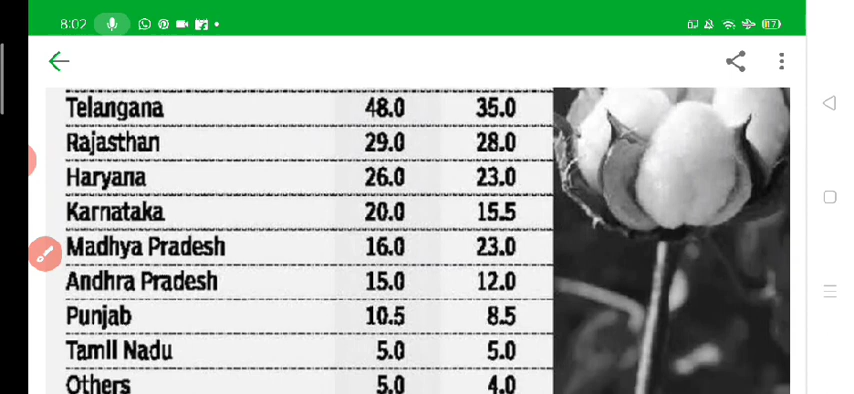 8:02
17
Telangana 48.0 35.0
Rajasthan 29.0 28.0
Haryana 26.0 23.0
Karnataka 20.0 15.5
Madhya Pradesh 16.0 23.0
Andhra Pradesh 15.0 12.0
Punjab 10.5 8.5
Tamil Nadu 5.0 5.0
Others 5.0 4.0